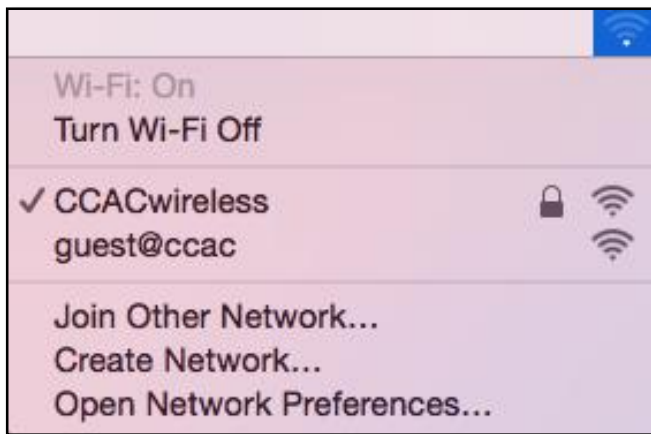 Wi-Fi: On
Turn Wi-Fi Off
CCACwireless
guest@ccac
Join Other Network...
Create Network...
Open Network Preferences...